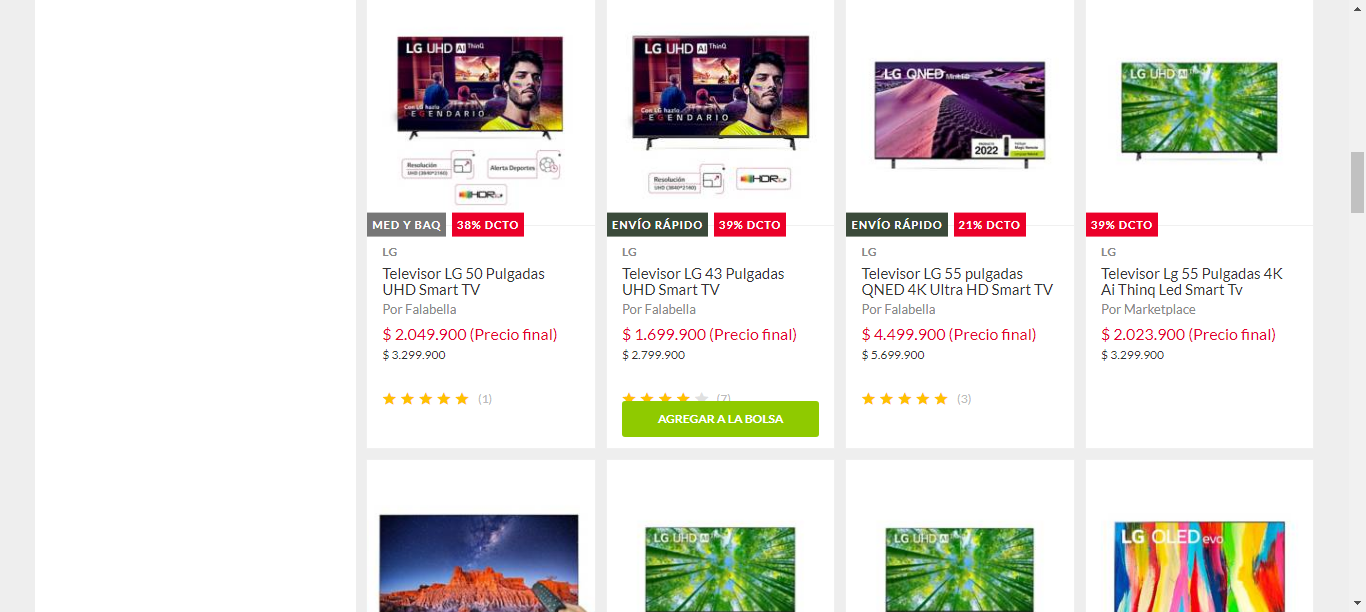 LG UHD AI ThinQ
Con LG hazlo
LEGENDARIO
Resolución
UHD (3840*2160)
Alerta Deportes
HDR
MED Y BAQ
38% DCTO
LG
Televisor LG 50 Pulgadas
UHD Smart TV
Por Falabella
$ 2.049.900 (Precio final)
$ 3.299.900
(1)
LG UHD AI ThinQ
Con LG hazlo
LEGENDARIO
Resolución
UHD (3840*2160)
HDR
ENVÍO RÁPIDO
39% DCTO
LG
Televisor LG 43 Pulgadas
UHD Smart TV
Por Falabella
$ 1.699.900 (Precio final)
$ 2.799.900
(7)
AGREGAR A LA BOLSA
LG QNED MiniLED
2022
ENVÍO RÁPIDO
21% DCTO
LG
Televisor LG 55 pulgadas
QNED 4K Ultra HD Smart TV
Por Falabella
$ 4.499.900 (Precio final)
$ 5.699.900
(3)
LG UHD AI
39% DCTO
LG
Televisor Lg 55 Pulgadas 4K
Ai Thinq Led Smart Tv
Por Marketplace
$ 2.023.900 (Precio final)
$ 3.299.900
LG UHD AI
LG UHD AI
LG OLED evo